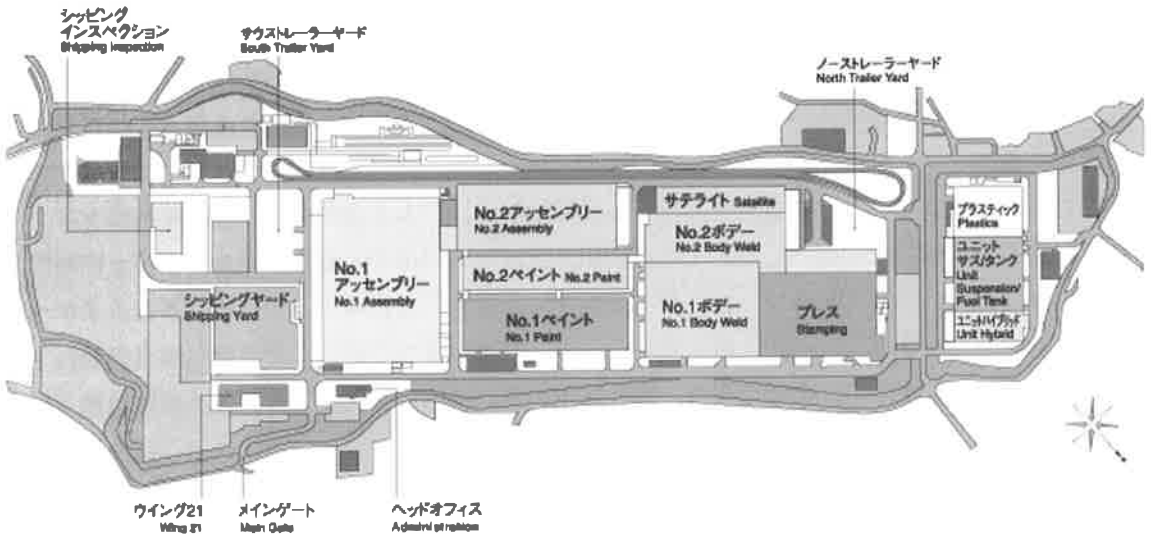 シッピング
インスペクション
Shipping Inspection
サウストレーラーヤード
South Trailer Yard
ノーストレーラーヤード
North Trailer Yard
No.1
アッセンブリー
No.1 Assembly
No.2アッセンブリー
No.2 Assembly
サテライト Satellite
No.2ボデー
No.2 Body Weld
プラスティック
Plastics
ユニット
サス/タンク
Unit
Suspension/
Fuel Tank
ユニットハイブリッド
Unit Hybrid
No.2ペイント No.2 Paint
No.1ペイント
No.1 Paint
No.1ボデー
No.1 Body Weld
プレス
Stamping
シッピングヤード
Shipping Yard
ウイング21
Wing 21
メインゲート
Main Gate
ヘッドオフィス
Administration